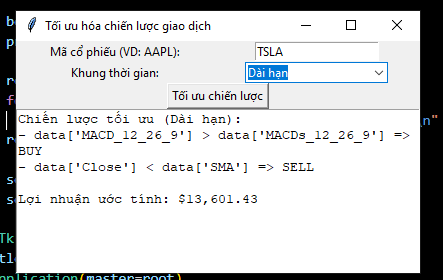 Tối ưu hóa chiến lược giao dịch
Mã cổ phiếu (VD: AAPL):
TSLA
Khung thời gian:
Dài hạn
Tối ưu chiến lược
Chiến lược tối ưu (Dài hạn):
- data['MACD_12_26_9'] > data['MACDs_12_26_9'] =>
BUY
- data['Close'] < data['SMA'] => SELL
Lợi nhuận ước tính: $13,601.43
\n"
Tk
pplication(master=root)